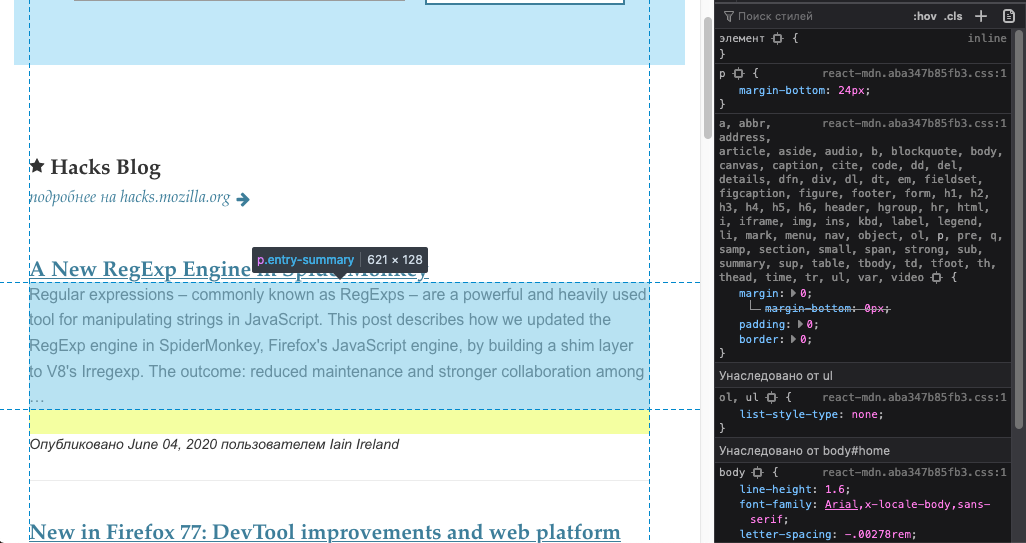 Hacks Blog
подробнее на hacks.mozilla.org
A New RegExp Engine in SpiderMonkey
p.entry-summary 621 × 128
Regular expressions – commonly known as RegExps – are a powerful and heavily used
tool for manipulating strings in JavaScript. This post describes how we updated the
RegExp engine in SpiderMonkey, Firefox's JavaScript engine, by building a shim layer
to V8's Irregexp. The outcome: reduced maintenance and stronger collaboration among
…
Опубликовано June 04, 2020 пользователем Iain Ireland
New in Firefox 77: DevTool improvements and web platform
Поиск стилей :hov .cls +
элемент { inline
}
p { react-mdn.aba347b85fb3.css:1
margin-bottom: 24px;
}
a, abbr, react-mdn.aba347b85fb3.css:1
address,
article, aside, audio, b, blockquote, body,
canvas, caption, cite, code, dd, del,
details, dfn, div, dl, dt, em, fieldset,
figcaption, figure, footer, form, h1, h2,
h3, h4, h5, h6, header, hgroup, hr, html,
i, iframe, img, ins, kbd, label, legend,
li, mark, menu, nav, object, ol, p, pre, q,
samp, section, small, span, strong, sub,
summary, sup, table, tbody, td, tfoot, th,
thead, time, tr, ul, var, video {
margin: 0;
margin-bottom: 0px;
padding: 0;
border: 0;
}
Унаследовано от ul
ol, ul { react-mdn.aba347b85fb3.css:1
list-style-type: none;
}
Унаследовано от body#home
body { react-mdn.aba347b85fb3.css:1
line-height: 1.6;
font-family: Arial,x-locale-body,sans-
serif;
letter-spacing: -.00278rem;